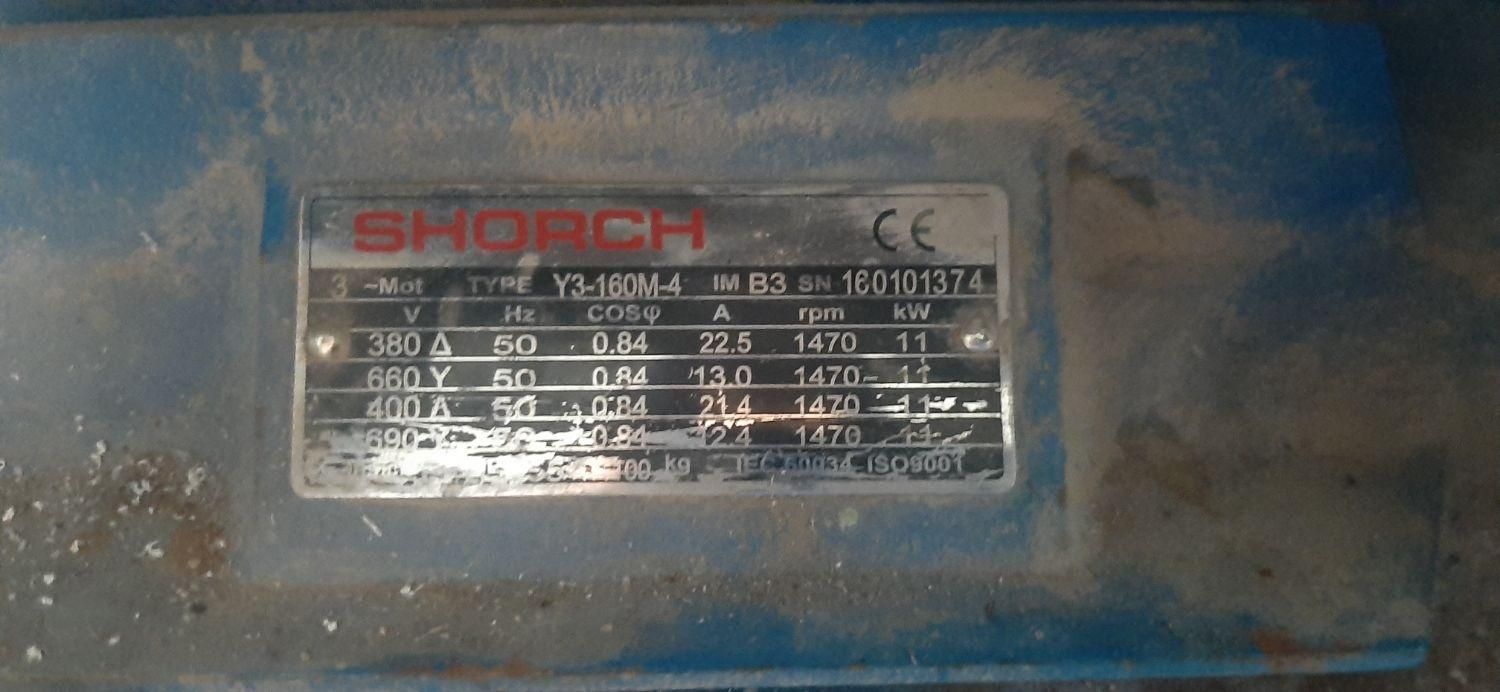 SHORCH CE
3 ~Mot TYPE Y3-160M-4 IM B3 SN 160101374
V Hz COSφ A rpm kW
380 Δ 50 0.84 22.5 1470 11
660 Y 50 0.84 13.0 1470 11
400 Δ 50 0.84 21.4 1470 11
690 Y 0.84 12.4 1470 11
kg IEC 60034 ISO9001